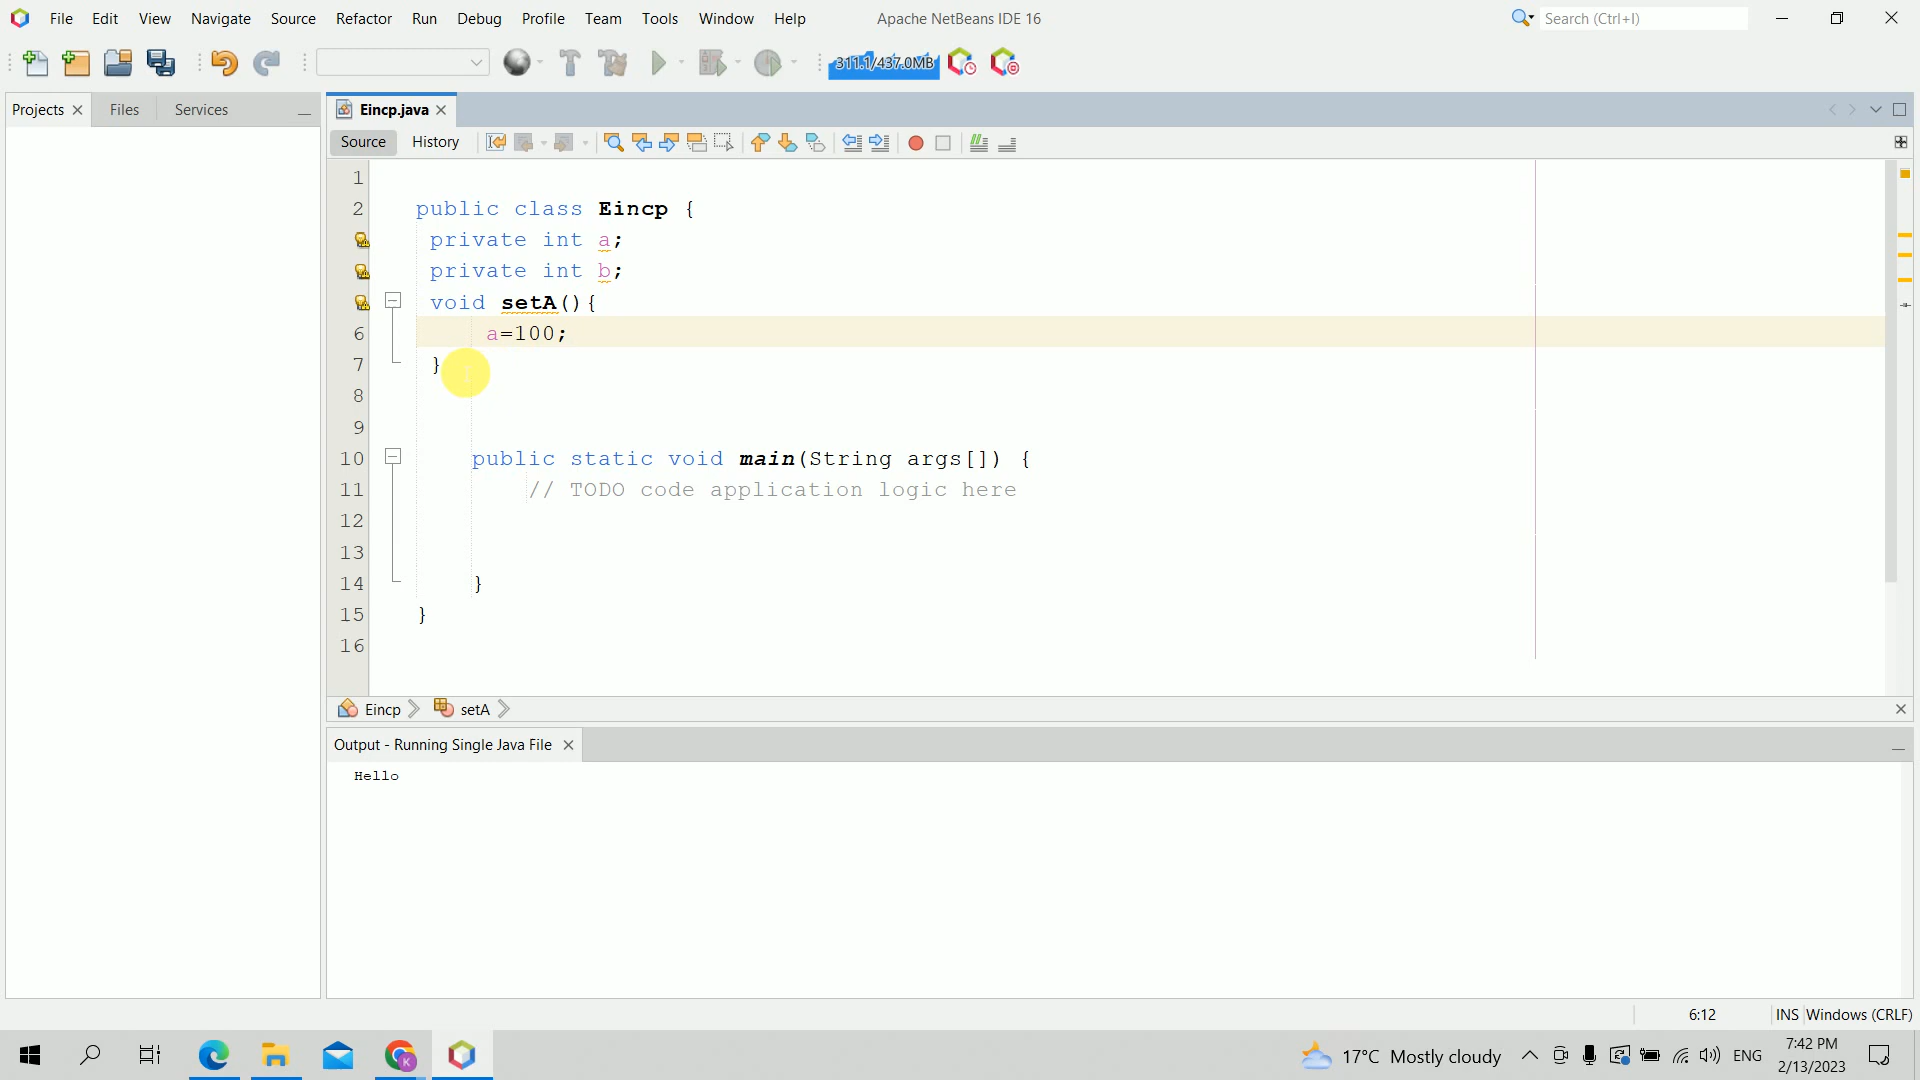 File Edit View Navigate Source Refactor Run Debug Profile Team Tools Window Help Apache NetBeans IDE 16 Search (Ctrl+I)
311.1/437.0MB
Projects Files Services Eincp.java
Source History
1
2 public class Eincp {
private int a;
private int b;
void setA(){
6 a=100;
7 }
8
9
10 public static void main(String args[]) {
11 // TODO code application logic here
12
13
14 }
15 }
16
Eincp setA
Output - Running Single Java File
Hello
6:12 INS Windows (CRLF)
K 17°C Mostly cloudy ENG 7:42 PM
2/13/2023